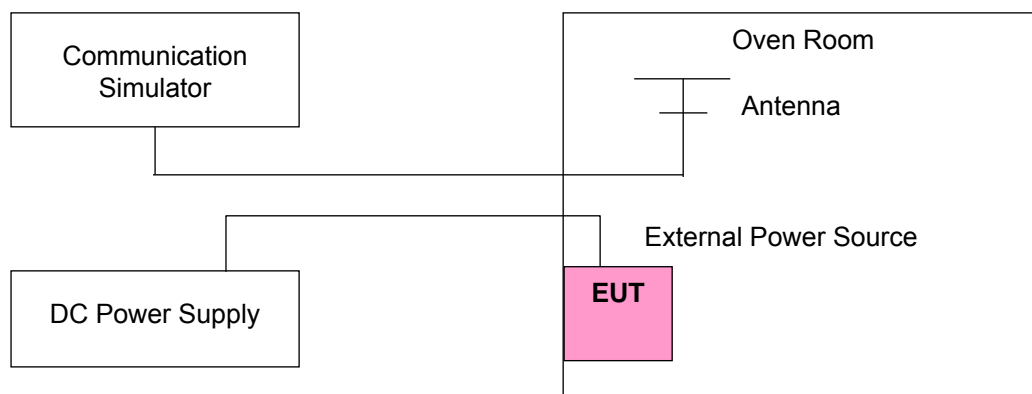 Communication
Simulator
Oven Room
Antenna
External Power Source
EUT
DC Power Supply